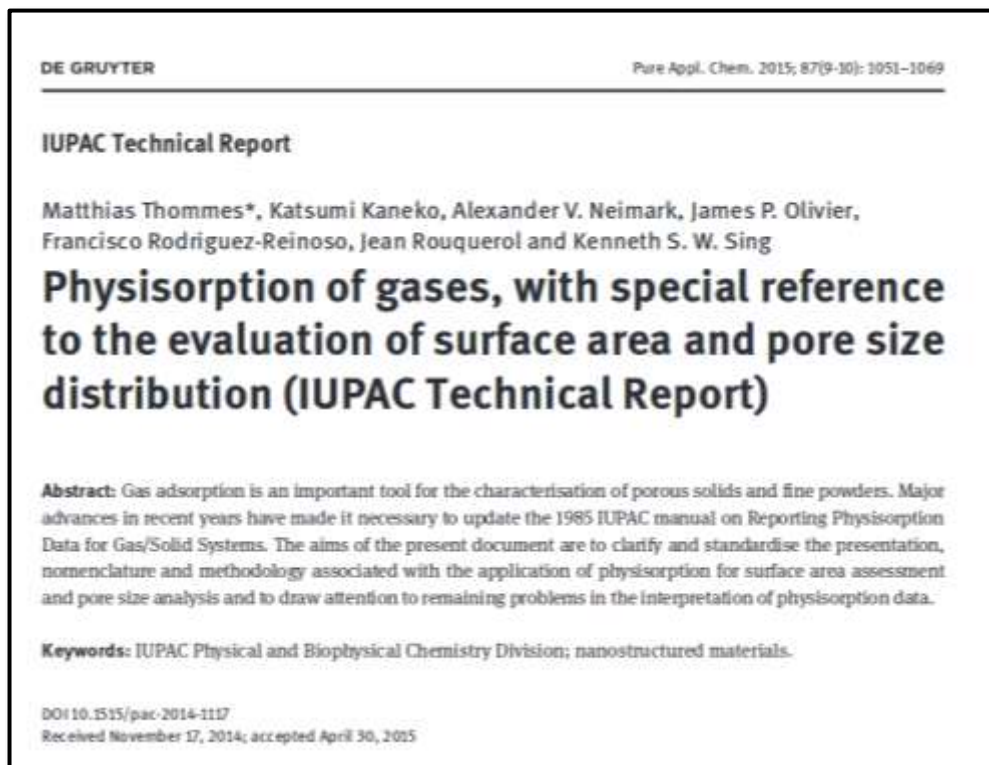 DE GRUYTER
Pure Appl. Chem. 2015; 87(9-10): 1051–1069
IUPAC Technical Report
Matthias Thommes*, Katsumi Kaneko, Alexander V. Neimark, James P. Olivier,
Francisco Rodriguez-Reinoso, Jean Rouquerol and Kenneth S. W. Sing
Physisorption of gases, with special reference
to the evaluation of surface area and pore size
distribution (IUPAC Technical Report)
Abstract: Gas adsorption is an important tool for the characterisation of porous solids and fine powders. Major
advances in recent years have made it necessary to update the 1985 IUPAC manual on Reporting Physisorption
Data for Gas/Solid Systems. The aims of the present document are to clarify and standardise the presentation,
nomenclature and methodology associated with the application of physisorption for surface area assessment
and pore size analysis and to draw attention to remaining problems in the interpretation of physisorption data.
Keywords: IUPAC Physical and Biophysical Chemistry Division; nanostructured materials.
DOI 10.1515/pac-2014-1117
Received November 17, 2014; accepted April 30, 2015